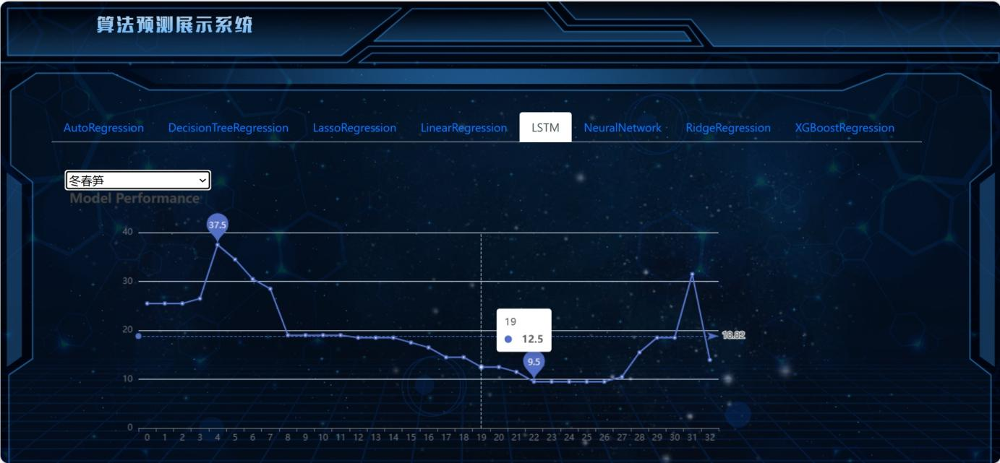 算法预测展示系统
AutoRegression DecisionTreeRegression LassoRegression LinearRegression LSTM NeuralNetwork RidgeRegression XGBoostRegression
冬春笋
Model Performance
37.5
40
30
19
20
12.5
18.82
9.5
10
0
0 1 2 3 4 5 6 7 8 9 10 11 12 13 14 15 16 17 18 19 20 21 22 23 24 25 26 27 28 29 30 31 32